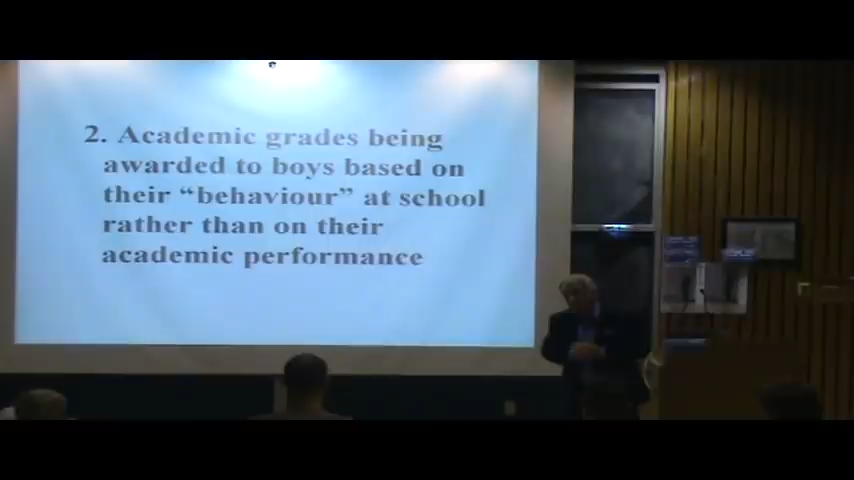 2. Academic grades being
awarded to boys based on
their “behaviour” at school
rather than on their
academic performance